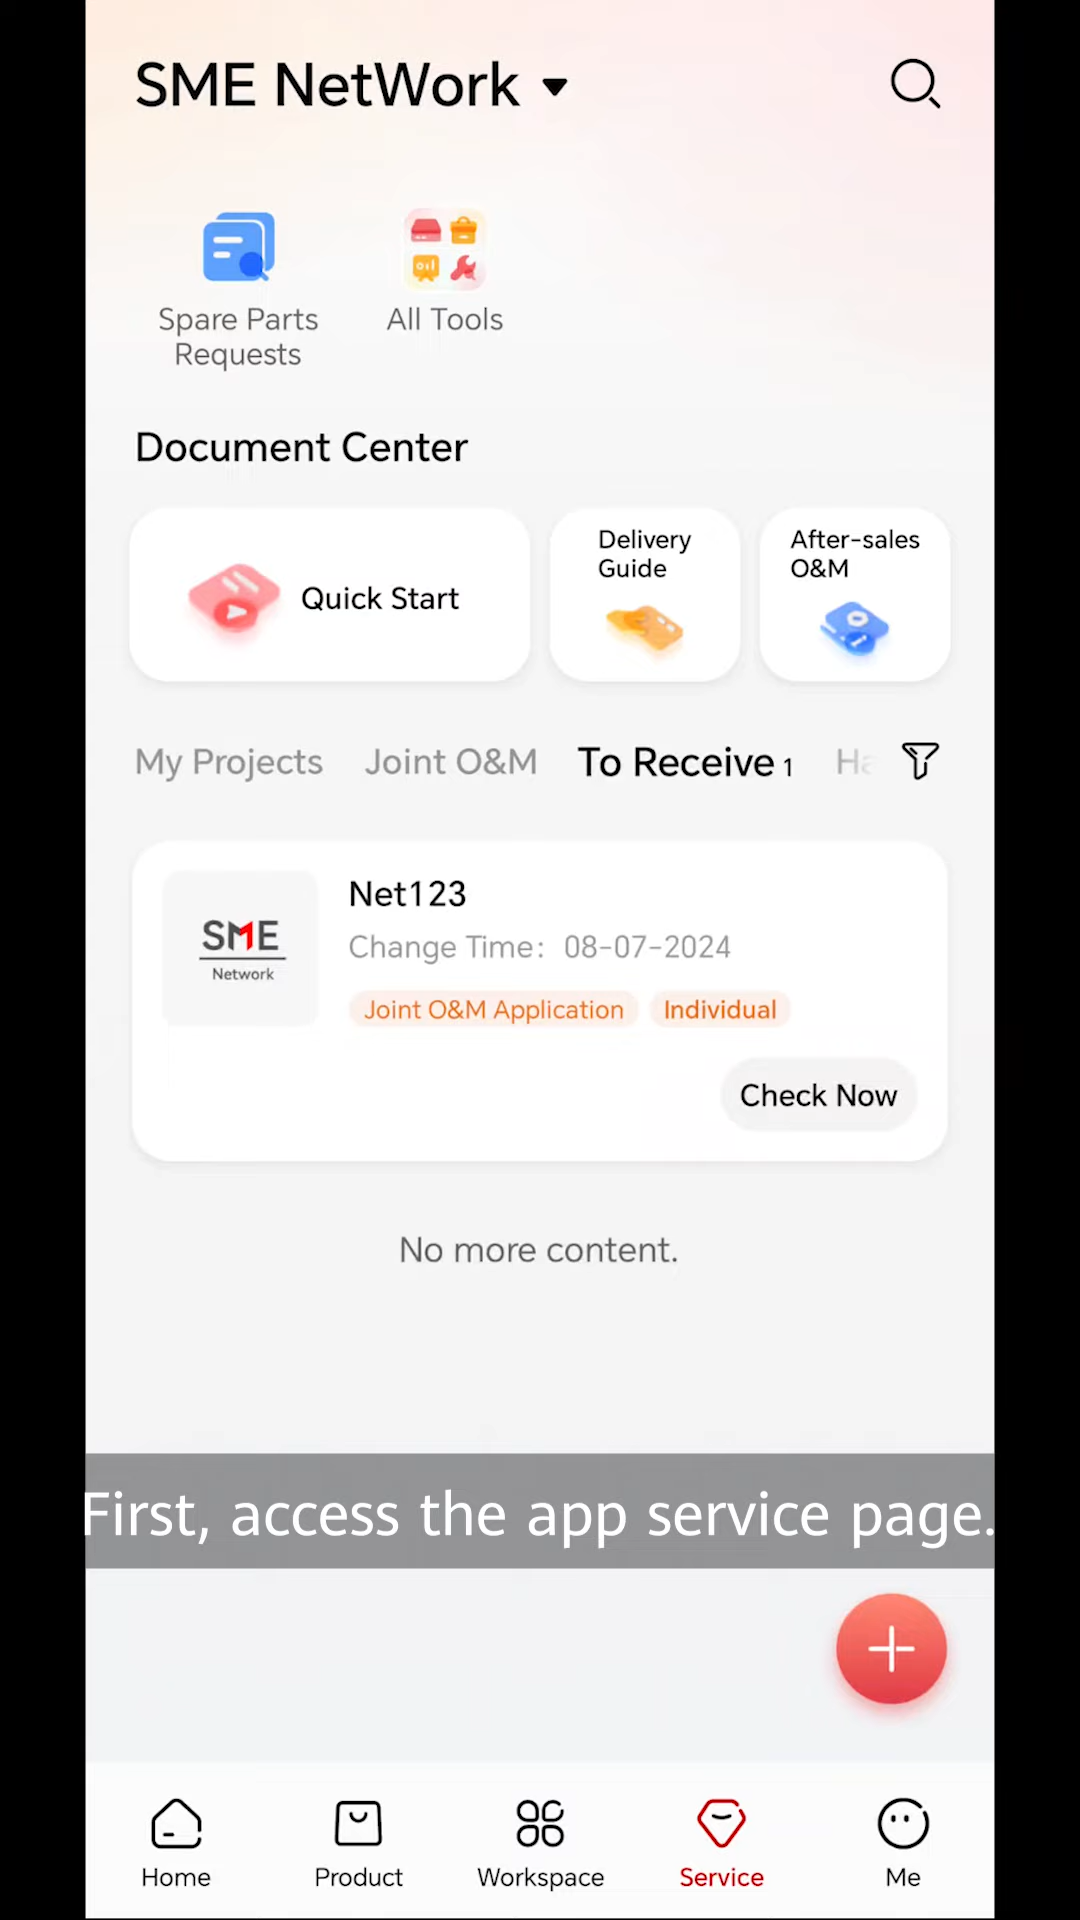 SME NetWork
Spare Parts
Requests
All Tools
Document Center
Quick Start
Delivery
Guide
After-sales
O&M
My Projects
Joint O&M
To Receive 1
Ha
Net123
SME
Network
Change Time: 08-07-2024
Joint O&M Application
Individual
Check Now
No more content.
First, access the app service page.
Home
Product
Workspace
Service
Me